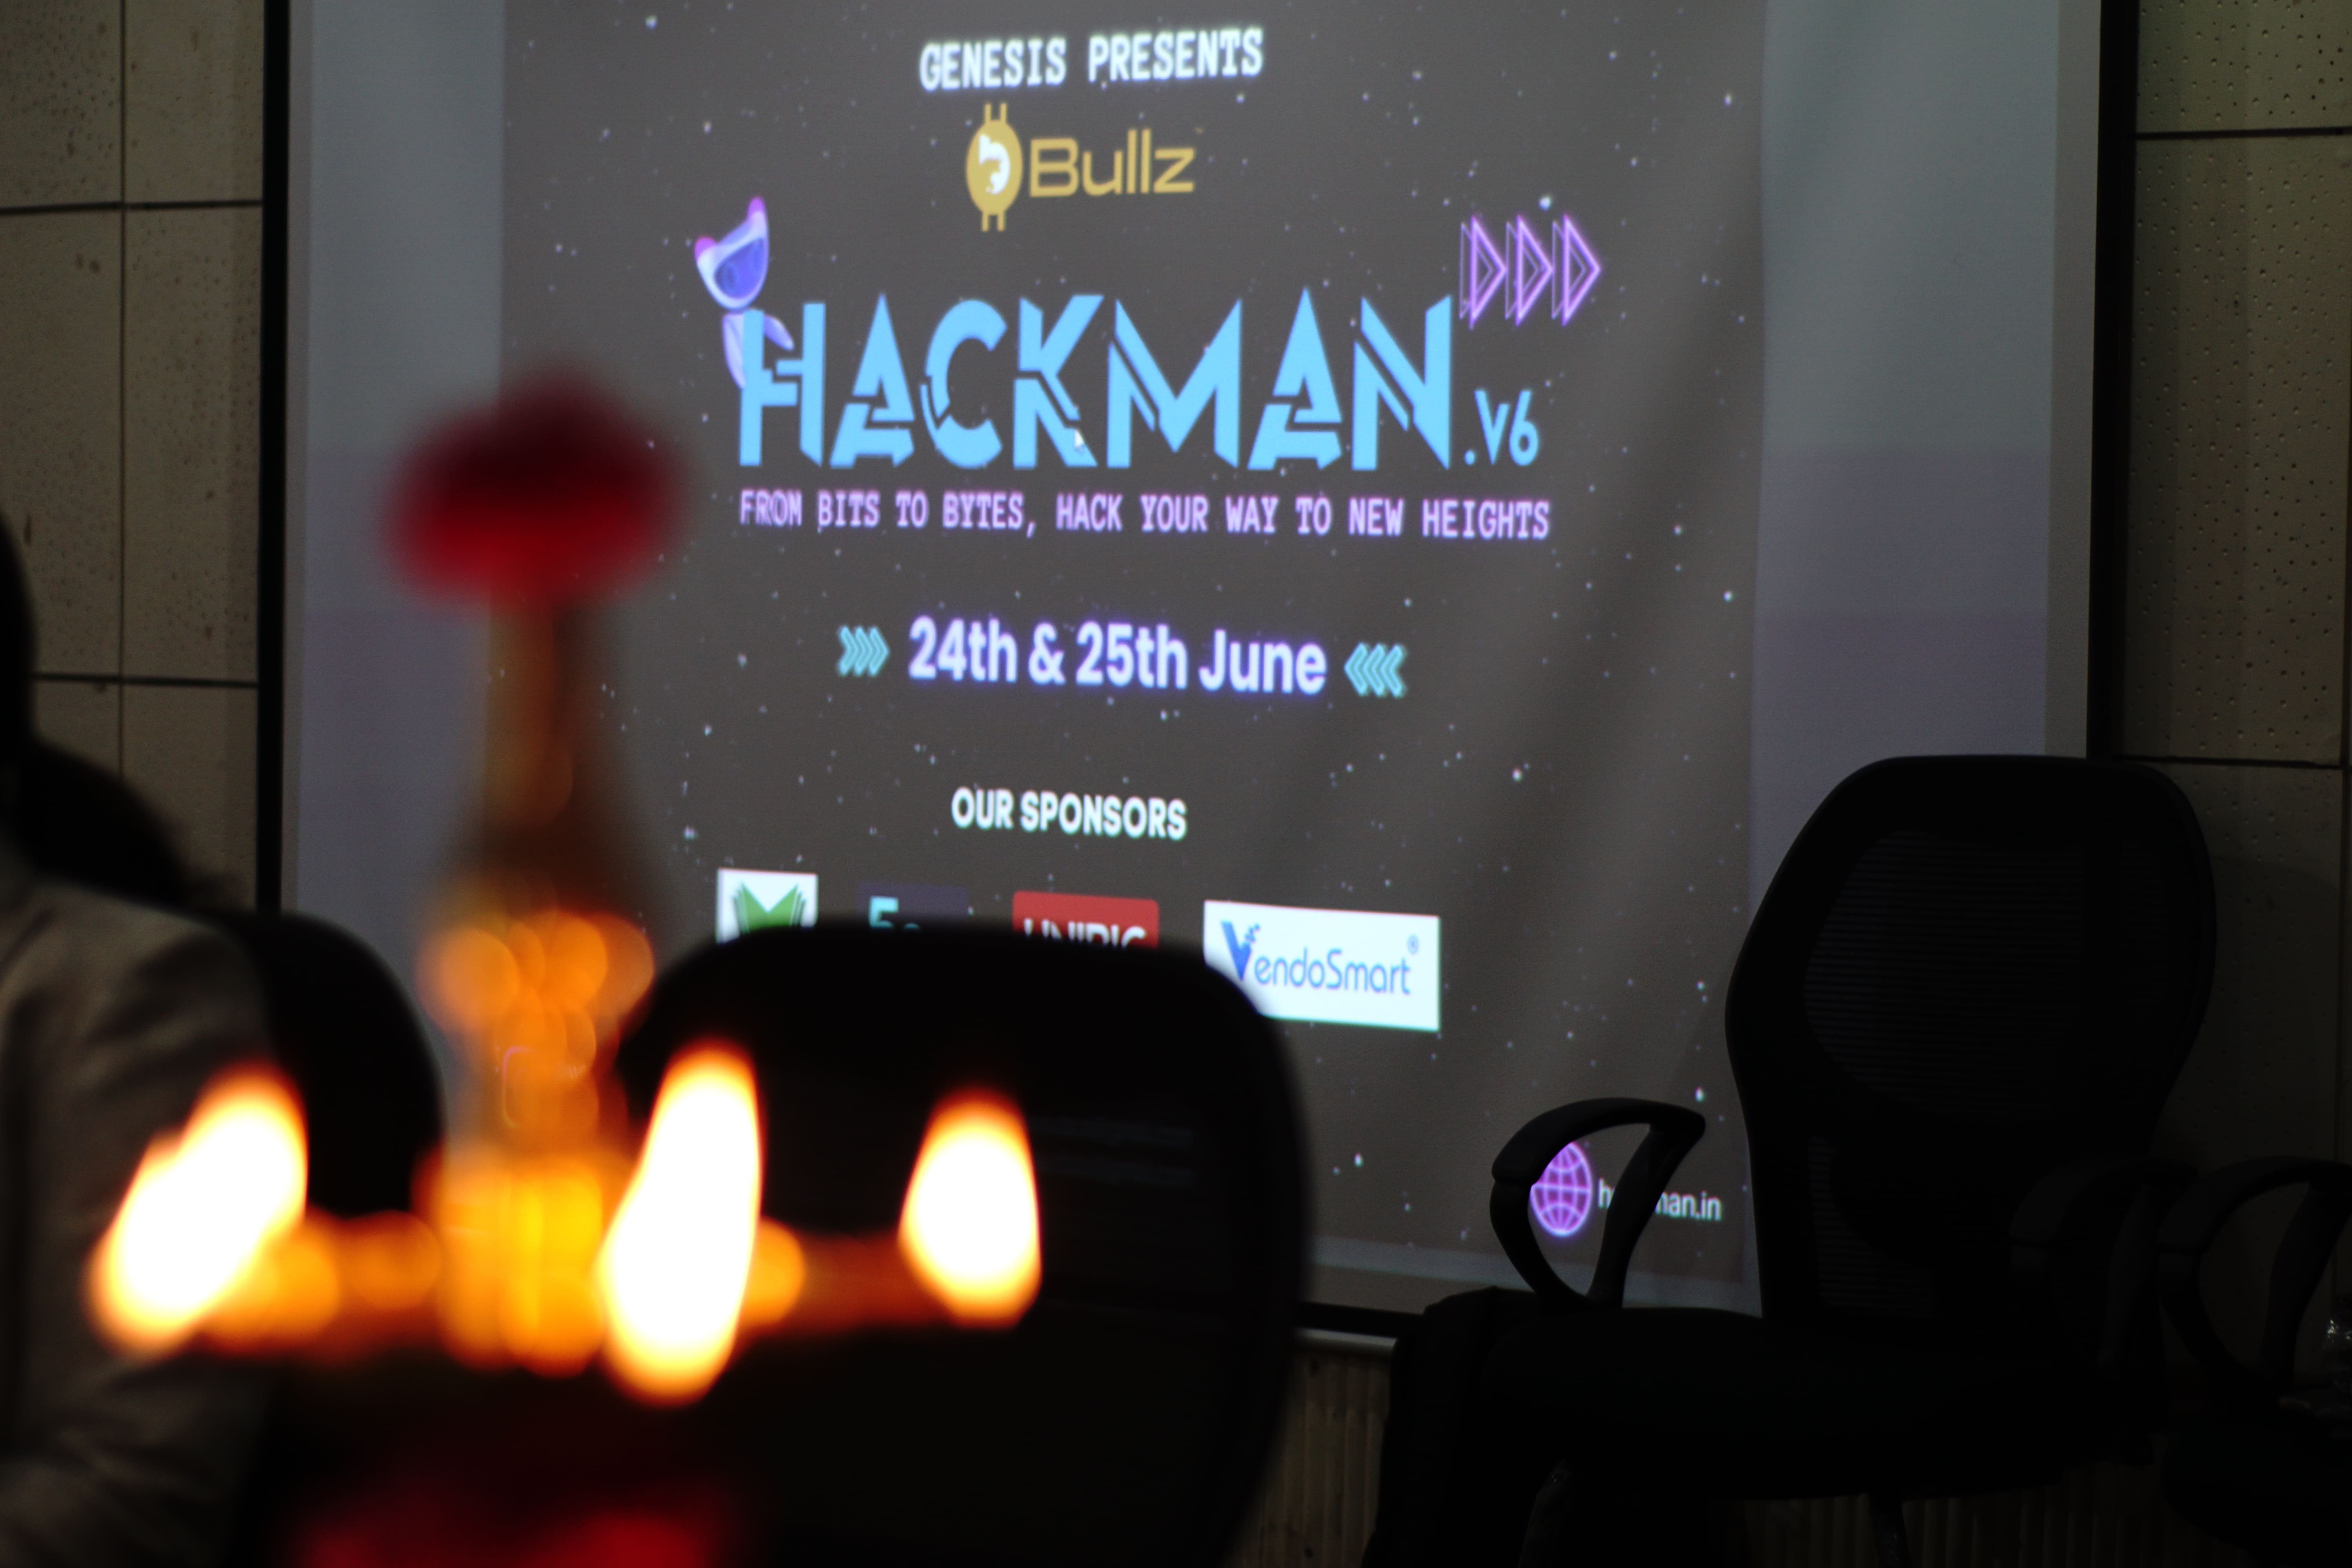 GENESIS PRESENTS
Bullz
HACKMAN.V6
FROM BITS TO BYTES, HACK YOUR WAY TO NEW HEIGHTS
24th & 25th June
OUR SPONSORS
VendoSmart®